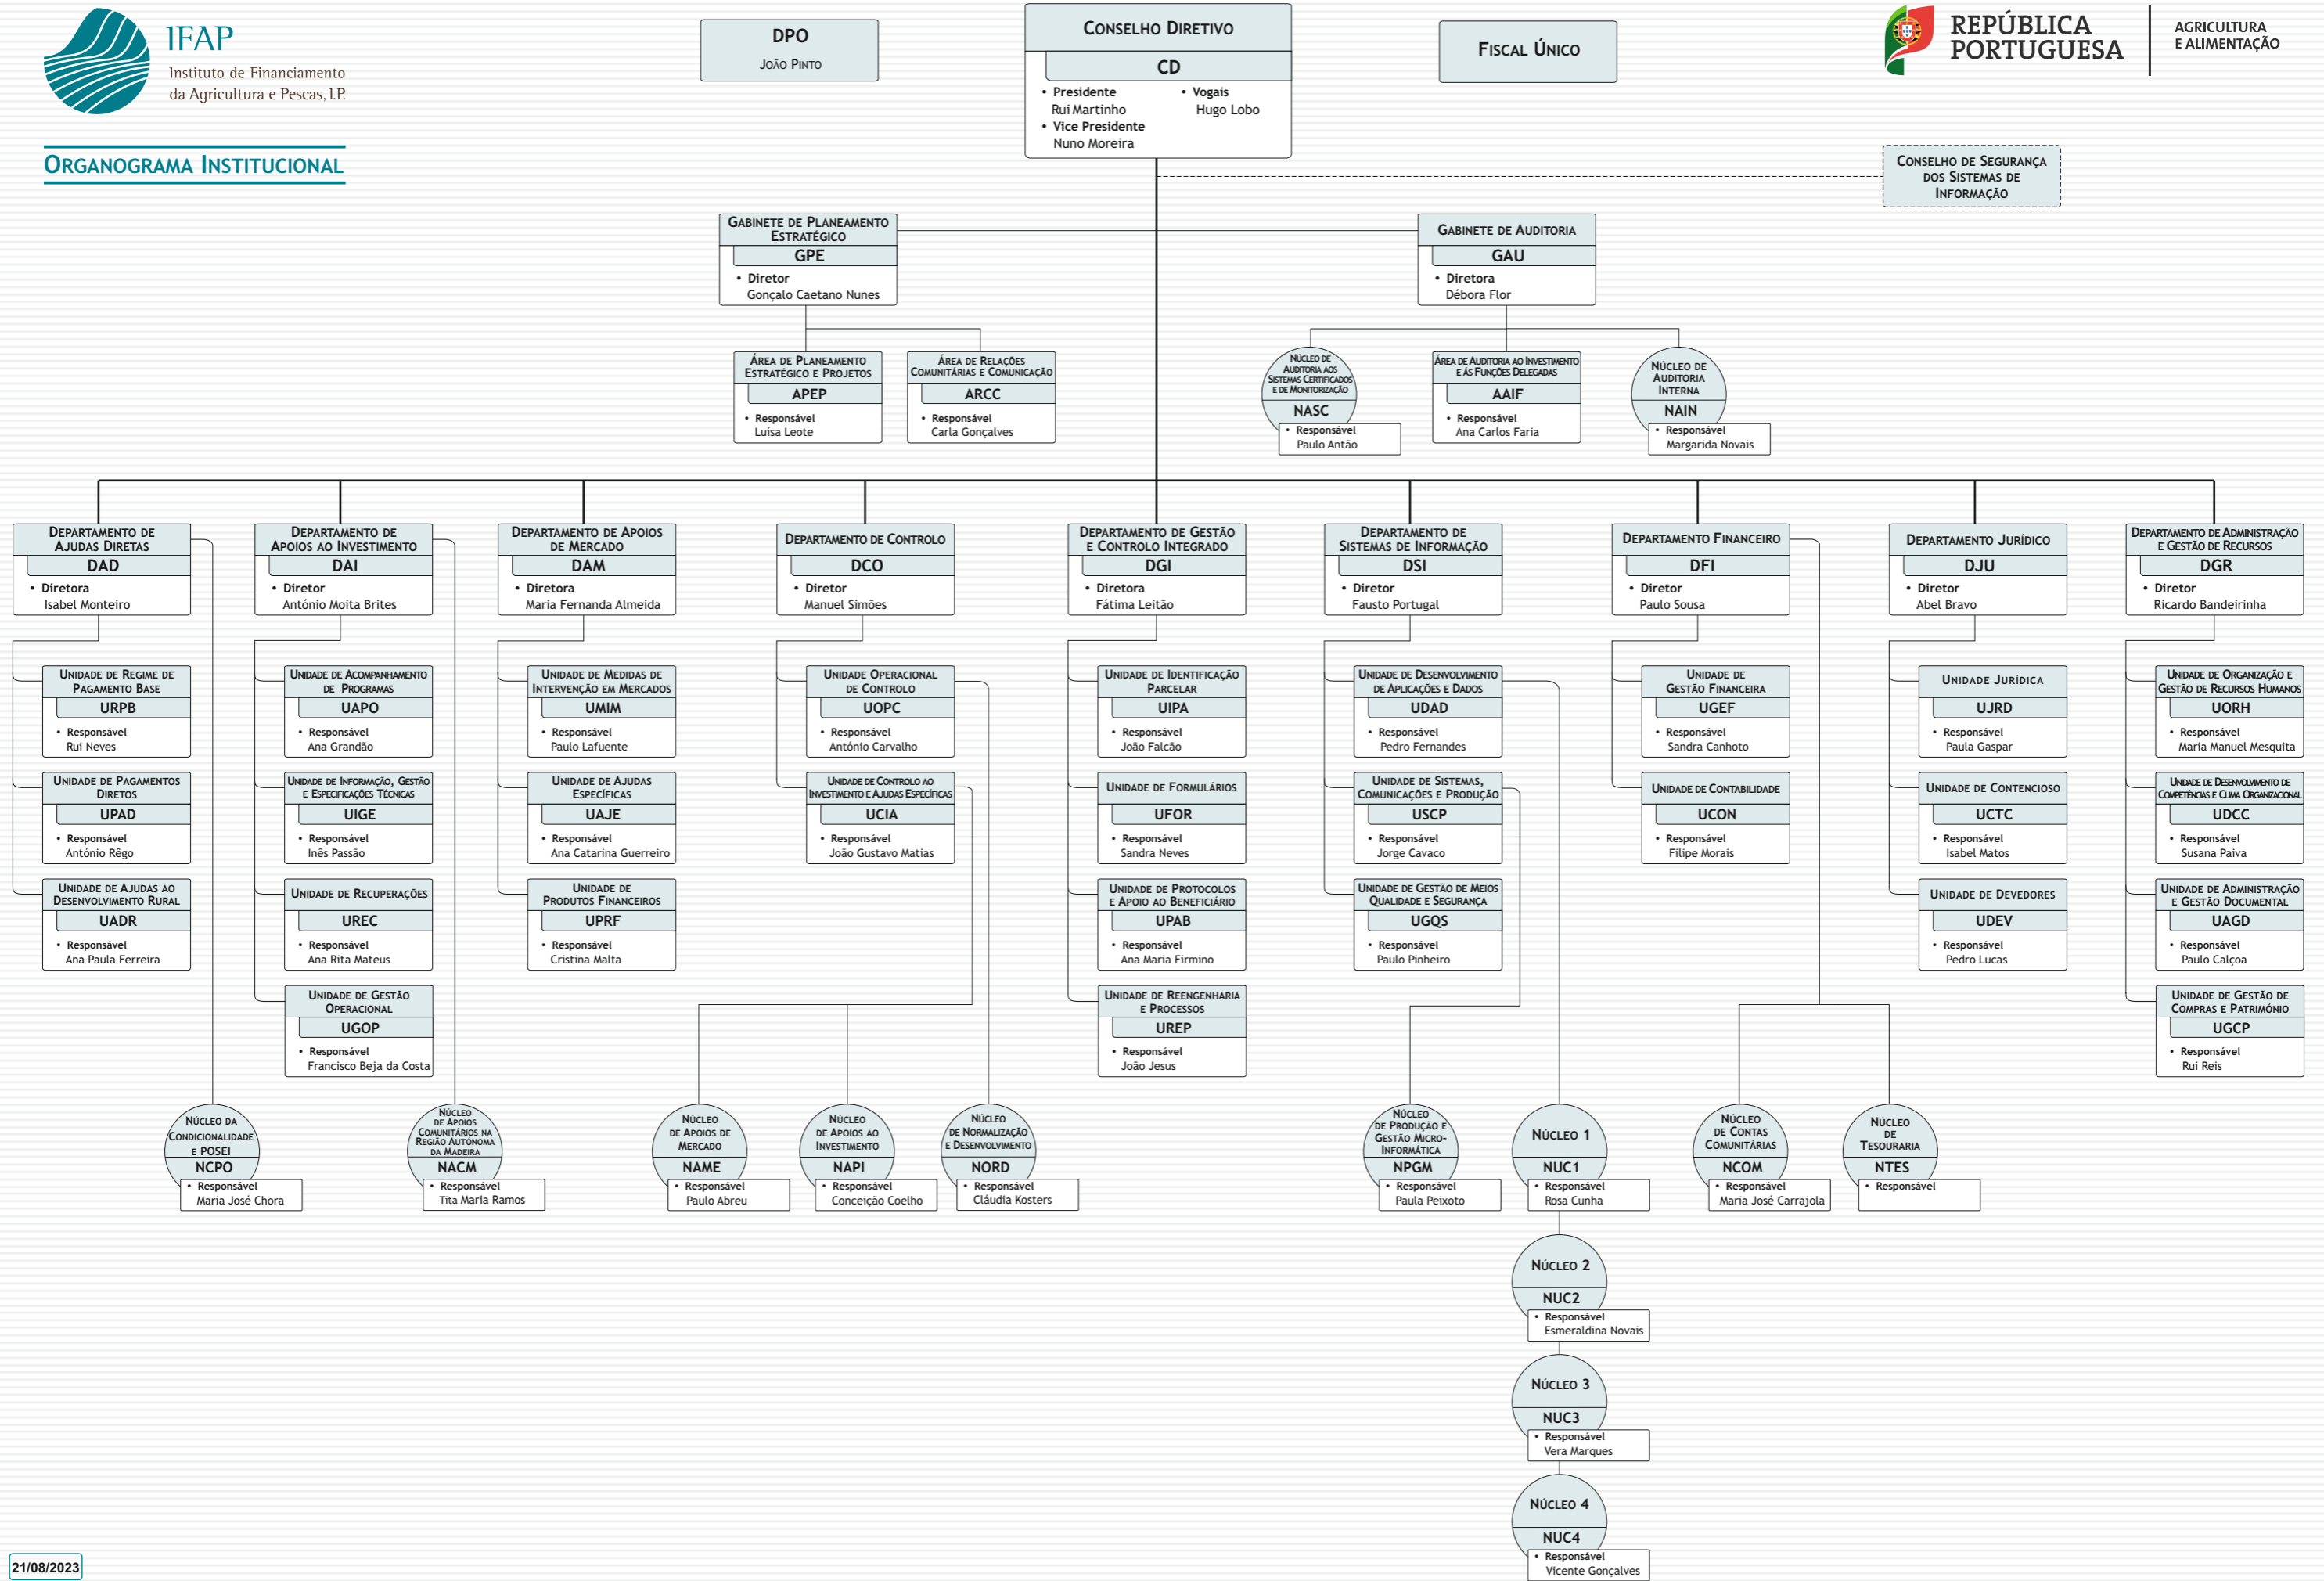 IFAP
Instituto de Financiamento
da Agricultura e Pescas, I.P.
ORGANOGRAMA INSTITUCIONAL
DPO
JOÃO PINTO
CONSELHO DIRETIVO
CD
• Presidente
Rui Martinho
• Vice Presidente
Nuno Moreira
• Vogais
Hugo Lobo
FISCAL ÚNICO
REPÚBLICA
PORTUGUESA
AGRICULTURA
E ALIMENTAÇÃO
CONSELHO DE SEGURANÇA
DOS SISTEMAS DE
INFORMAÇÃO
GABINETE DE PLANEAMENTO
ESTRATÉGICO
GPE
• Diretor
Gonçalo Caetano Nunes
GABINETE DE AUDITORIA
GAU
• Diretora
Débora Flor
ÁREA DE PLANEAMENTO
ESTRATÉGICO E PROJETOS
APEP
• Responsável
Luísa Leote
ÁREA DE RELAÇÕES
COMUNITÁRIAS E COMUNICAÇÃO
ARCC
• Responsável
Carla Gonçalves
NÚCLEO DE
AUDITORIA AOS
SISTEMAS CERTIFICADOS
E DE MONITORIZAÇÃO
NASC
• Responsável
Paulo Antão
ÁREA DE AUDITORIA AO INVESTIMENTO
E ÁS FUNÇÕES DELEGADAS
AAIF
• Responsável
Ana Carlos Faria
NÚCLEO DE
AUDITORIA
INTERNA
NAIN
• Responsável
Margarida Novais
DEPARTAMENTO DE
AJUDAS DIRETAS
DAD
• Diretora
Isabel Monteiro
DEPARTAMENTO DE
APOIOS AO INVESTIMENTO
DAI
• Diretor
António Moita Brites
DEPARTAMENTO DE APOIOS
DE MERCADO
DAM
• Diretora
Maria Fernanda Almeida
DEPARTAMENTO DE CONTROLO
DCO
• Diretor
Manuel Simões
DEPARTAMENTO DE GESTÃO
E CONTROLO INTEGRADO
DGI
• Diretora
Fátima Leitão
DEPARTAMENTO DE
SISTEMAS DE INFORMAÇÃO
DSI
• Diretor
Fausto Portugal
DEPARTAMENTO FINANCEIRO
DFI
• Diretor
Paulo Sousa
DEPARTAMENTO JURÍDICO
DJU
• Diretor
Abel Bravo
DEPARTAMENTO DE ADMINISTRAÇÃO
E GESTÃO DE RECURSOS
DGR
• Diretor
Ricardo Bandeirinha
UNIDADE DE REGIME DE
PAGAMENTO BASE
URPB
• Responsável
Rui Neves
UNIDADE DE ACOMPANHAMENTO
DE PROGRAMAS
UAPO
• Responsável
Ana Grandão
UNIDADE DE MEDIDAS DE
INTERVENÇÃO EM MERCADOS
UMIM
• Responsável
Paulo Lafuente
UNIDADE OPERACIONAL
DE CONTROLO
UOPC
• Responsável
António Carvalho
UNIDADE DE IDENTIFICAÇÃO
PARCELAR
UIPA
• Responsável
João Falcão
UNIDADE DE DESENVOLVIMENTO
DE APLICAÇÕES E DADOS
UDAD
• Responsável
Pedro Fernandes
UNIDADE DE
GESTÃO FINANCEIRA
UGEF
• Responsável
Sandra Canhoto
UNIDADE JURÍDICA
UJRD
• Responsável
Paula Gaspar
UNIDADE DE ORGANIZAÇÃO E
GESTÃO DE RECURSOS HUMANOS
UORH
• Responsável
Maria Manuel Mesquita
UNIDADE DE PAGAMENTOS
DIRETOS
UPAD
• Responsável
António Rêgo
UNIDADE DE INFORMAÇÃO, GESTÃO
E ESPECIFICAÇÕES TÉCNICAS
UIGE
• Responsável
Inês Passão
UNIDADE DE AJUDAS
ESPECÍFICAS
UAJE
• Responsável
Ana Catarina Guerreiro
UNIDADE DE CONTROLO AO
INVESTIMENTO E AJUDAS ESPECÍFICAS
UCIA
• Responsável
João Gustavo Matias
UNIDADE DE FORMULÁRIOS
UFOR
• Responsável
Sandra Neves
UNIDADE DE SISTEMAS,
COMUNICAÇÕES E PRODUÇÃO
USCP
• Responsável
Jorge Cavaco
UNIDADE DE CONTABILIDADE
UCON
• Responsável
Filipe Morais
UNIDADE DE CONTENCIOSO
UCTC
• Responsável
Isabel Matos
UNIDADE DE DESENVOLVIMENTO DE
COMPETÊNCIAS E CLIMA ORGANIZACIONAL
UDCC
• Responsável
Susana Paiva
UNIDADE DE AJUDAS AO
DESENVOLVIMENTO RURAL
UADR
• Responsável
Ana Paula Ferreira
UNIDADE DE RECUPERAÇÕES
UREC
• Responsável
Ana Rita Mateus
UNIDADE DE
PRODUTOS FINANCEIROS
UPRF
• Responsável
Cristina Malta
UNIDADE DE PROTOCOLOS
E APOIO AO BENEFICIÁRIO
UPAB
• Responsável
Ana Maria Firmino
UNIDADE DE GESTÃO DE MEIOS
QUALIDADE E SEGURANÇA
UGQS
• Responsável
Paulo Pinheiro
UNIDADE DE DEVEDORES
UDEV
• Responsável
Pedro Lucas
UNIDADE DE ADMINISTRAÇÃO
E GESTÃO DOCUMENTAL
UAGD
• Responsável
Paulo Calçoa
UNIDADE DE GESTÃO
OPERACIONAL
UGOP
• Responsável
Francisco Beja da Costa
UNIDADE DE REENGENHARIA
E PROCESSOS
UREP
• Responsável
João Jesus
UNIDADE DE GESTÃO DE
COMPRAS E PATRIMÓNIO
UGCP
• Responsável
Rui Reis
NÚCLEO DA
CONDICIONALIDADE
E POSEI
NCPO
• Responsável
Maria José Chora
NÚCLEO
DE APOIOS
COMUNITÁRIOS NA
REGIÃO AUTÓNOMA
DA MADEIRA
NACM
• Responsável
Tita Maria Ramos
NÚCLEO
DE APOIOS DE
MERCADO
NAME
• Responsável
Paulo Abreu
NÚCLEO
DE APOIOS AO
INVESTIMENTO
NAPI
• Responsável
Conceição Coelho
NÚCLEO
DE NORMALIZAÇÃO
E DESENVOLVIMENTO
NORD
• Responsável
Cláudia Kosters
NÚCLEO
DE PRODUÇÃO E
GESTÃO MICRO-
INFORMÁTICA
NPGM
• Responsável
Paula Peixoto
NÚCLEO 1
NUC1
• Responsável
Rosa Cunha
NÚCLEO
DE CONTAS
COMUNITÁRIAS
NCOM
• Responsável
Maria José Carrajola
NÚCLEO
DE
TESOURARIA
NTES
• Responsável
NÚCLEO 2
NUC2
• Responsável
Esmeraldina Novais
NÚCLEO 3
NUC3
• Responsável
Vera Marques
NÚCLEO 4
NUC4
• Responsável
Vicente Gonçalves
21/08/2023